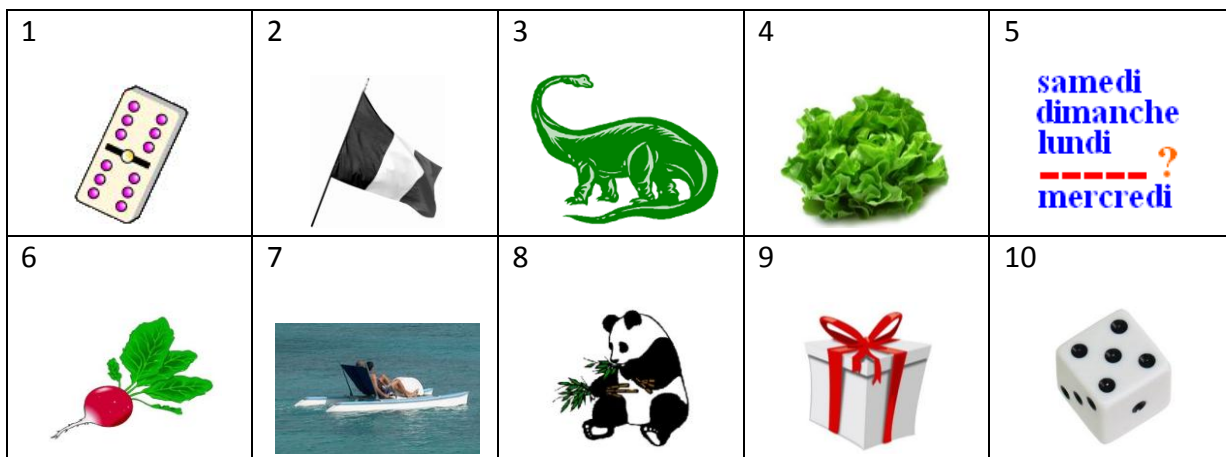 1 2 3 4 5
samedi
dimanche
lundi
_ _ _ _ _ ?
mercredi
6 7 8 9 10